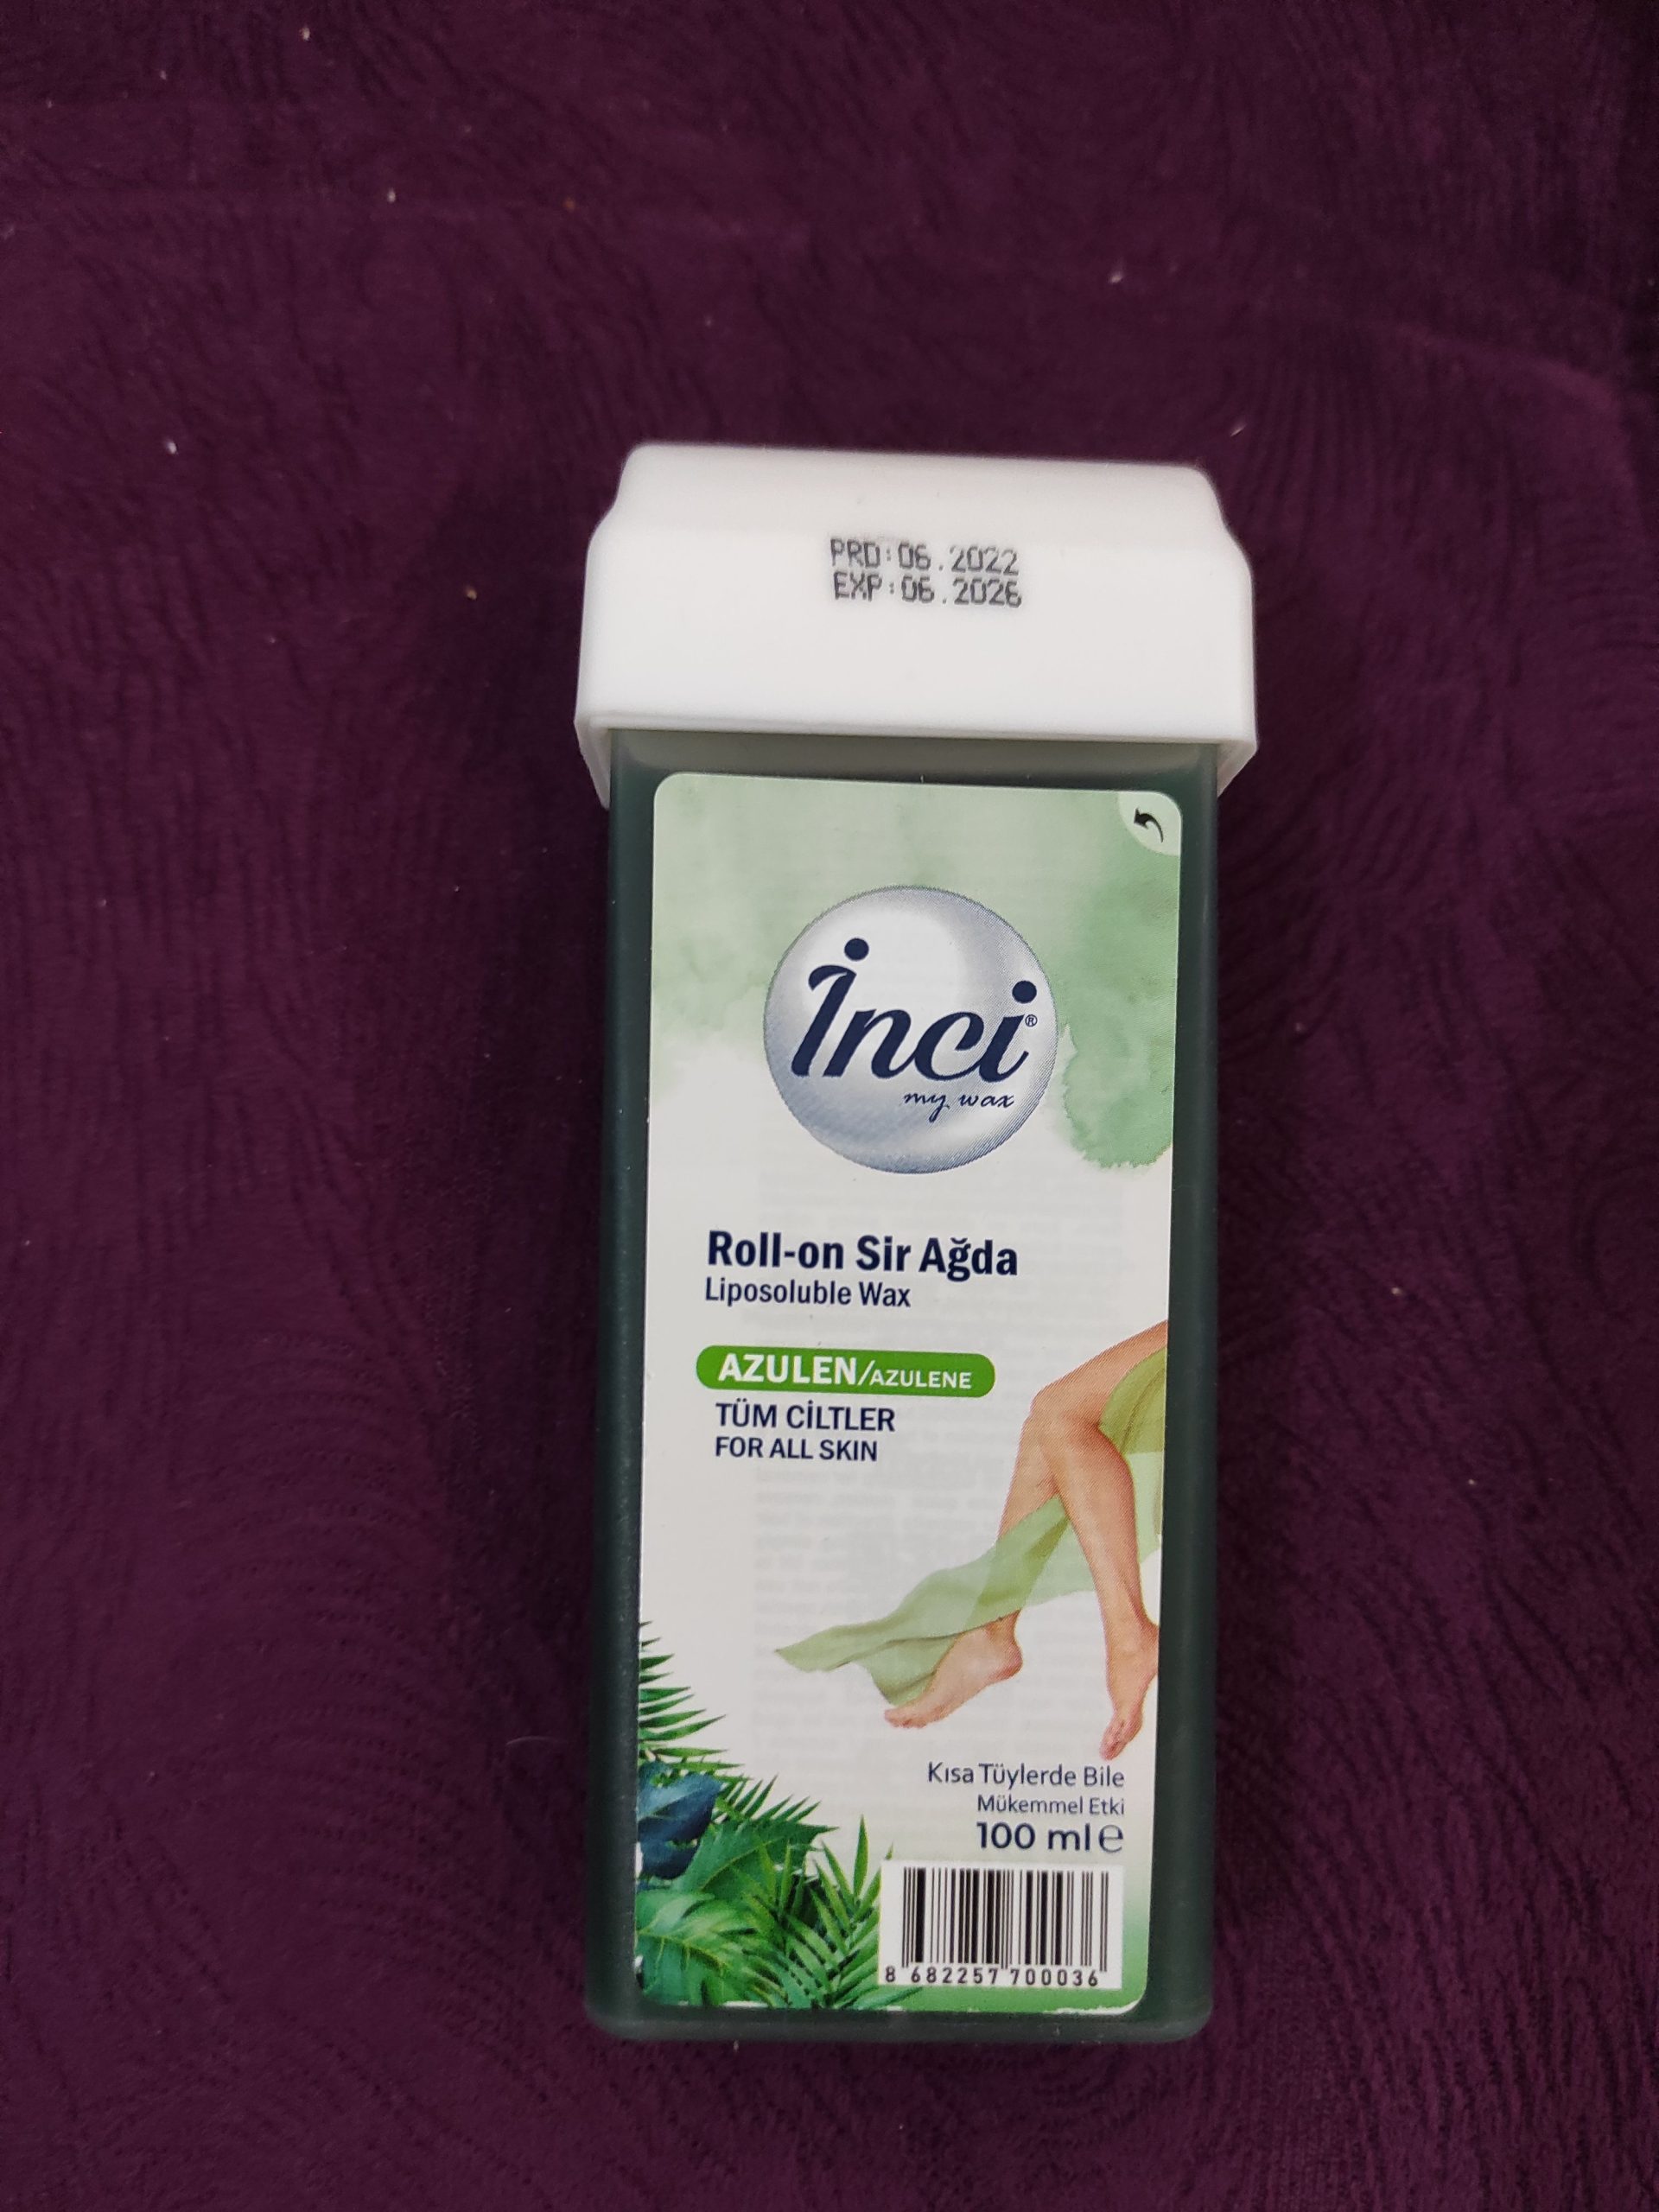 PRD:06.2022
EXP:06.2026
İnci®
my wax
Roll-on Sir Ağda
Liposoluble Wax
AZULEN/AZULENE
TÜM CİLTLER
FOR ALL SKIN
Kısa Tüylerde Bile
Mükemmel Etki
100 ml ℮
8 682257 700036